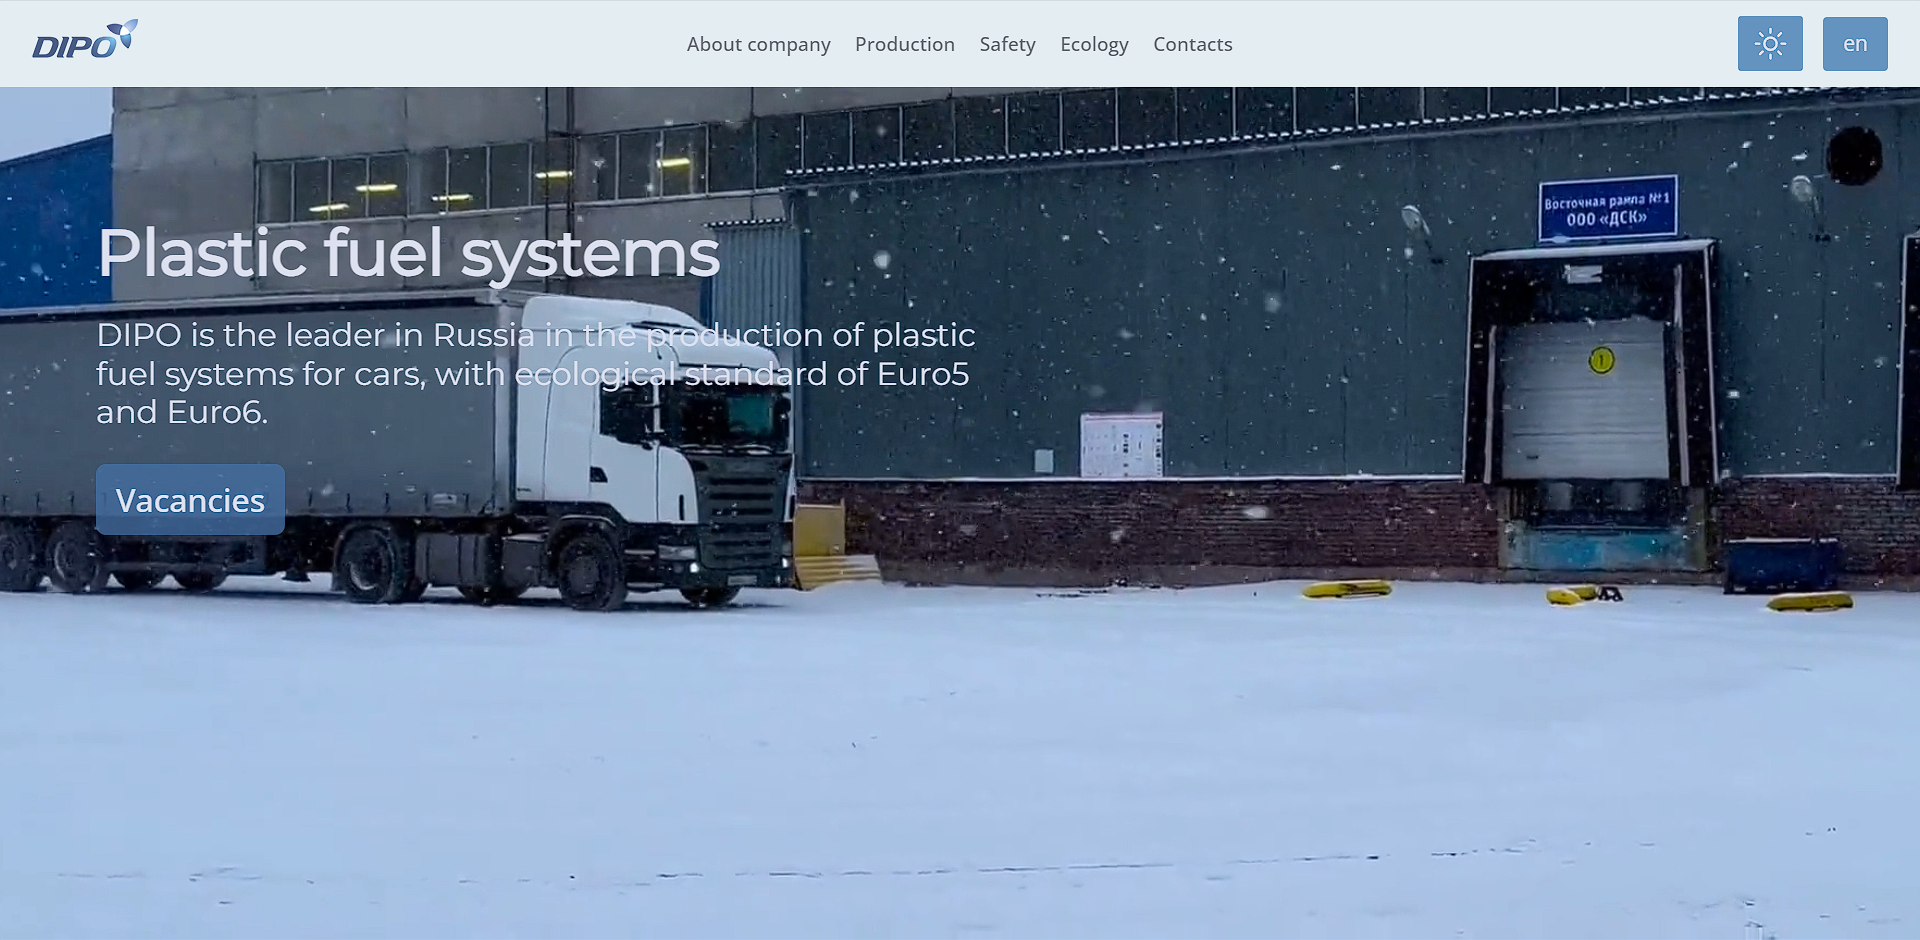 DIPO
About company
Production
Safety
Ecology
Contacts
en
Восточная рампа №1
ООО «ДСК»
Plastic fuel systems
1
DIPO is the leader in Russia in the production of plastic
fuel systems for cars, with ecological standard of Euro5
and Euro6.
Vacancies